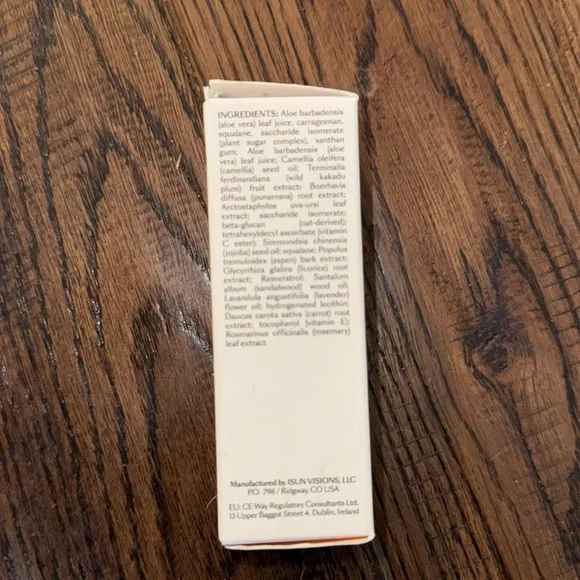 INGREDIENTS: Aloe barbadensis
(aloe vera) leaf juice, carrageenan,
squalane, saccharide isomerate
(plant sugar complex), xanthan
gum; Aloe barbadensis (aloe
vera) leaf juice; Camellia oleifera
(camellia) seed oil; Terminalia
ferdinandiana (wild kakadu
plum) fruit extract; Boerhavia
diffusa (punarnava) root extract;
Arctostaphylos uva-ursi leaf
extract; saccharide isomerate;
beta-glucan (oat-derived);
tetrahexyldecyl ascorbate (vitamin
C ester); Simmondsia chinensis
(jojoba) seed oil; squalane; Populus
tremuloidex (aspen) bark extract;
Glycyrrhiza glabra (licorice) root
extract; Resveratrol; Santalum
album (sandalwood) wood oil;
Lavandula angustifolia (lavender)
flower oil; hydrogenated lecithin;
Daucus carota sativa (carrot) root
extract; tocopherol (vitamin E);
Rosmarinus officinalis (rosemary)
leaf extract
Manufactured by ISUN VISIONS, LLC
P.O. 798 / Ridgway, CO USA
EU: CE Way Regulatory Consultants Ltd,
13 Upper Baggot Street 4, Dublin, Ireland